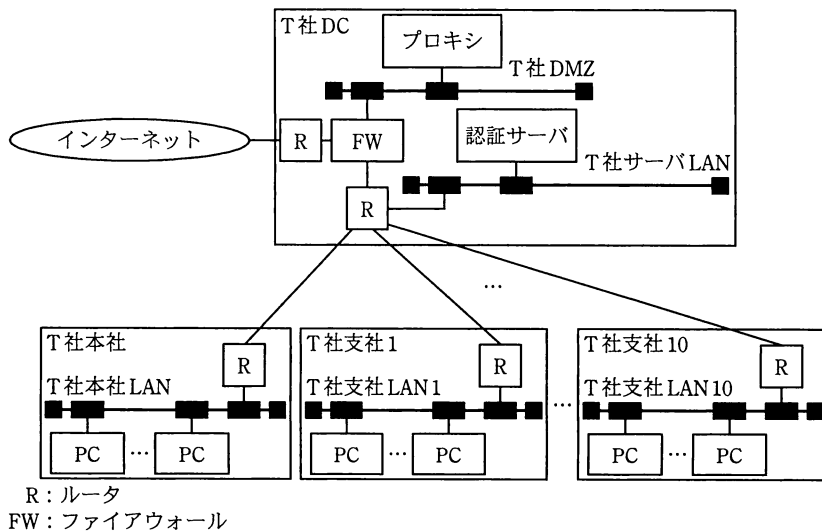 T社DC
プロキシ
T社DMZ
インターネット
R
FW
認証サーバ
T社サーバLAN
R
…
T社本社
R
T社本社LAN
PC
…
PC
T社支社1
R
T社支社LAN1
PC
…
PC
…
T社支社10
R
T社支社LAN10
PC
…
PC
R：ルータ
FW：ファイアウォール